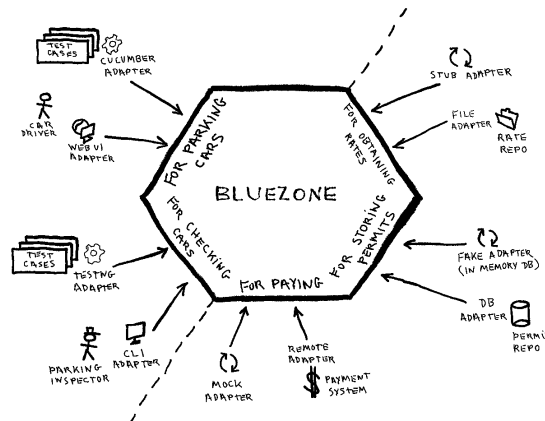 TEST
CASES
CUCUMBER
ADAPTER
STUB ADAPTER
CAR
DRIVER
WEB UI
ADAPTER
FOR PARKING
CARS
FOR OBTAINING
RATES
FILE
ADAPTER
RATE
REPO
BLUEZONE
FOR CHECKING
CARS
FOR STORING
PERMITS
TEST
CASES
TESTNG
ADAPTER
FAKE ADAPTER
(IN MEMORY DB)
FOR PAYING
DB
ADAPTER
PERMI
REPO
PARKING
INSPECTOR
CLI
ADAPTER
MOCK
ADAPTER
REMOTE
ADAPTER
$ PAYMENT
SYSTEM